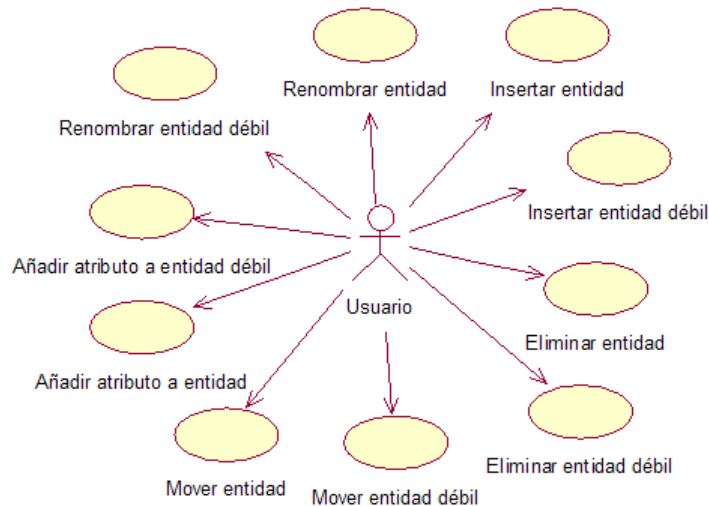 Renombrar entidad
Insertar entidad
Renombrar entidad débil
Insertar entidad débil
Añadir atributo a entidad débil
Usuario
Eliminar entidad
Añadir atributo a entidad
Eliminar entidad débil
Mover entidad
Mover entidad débil